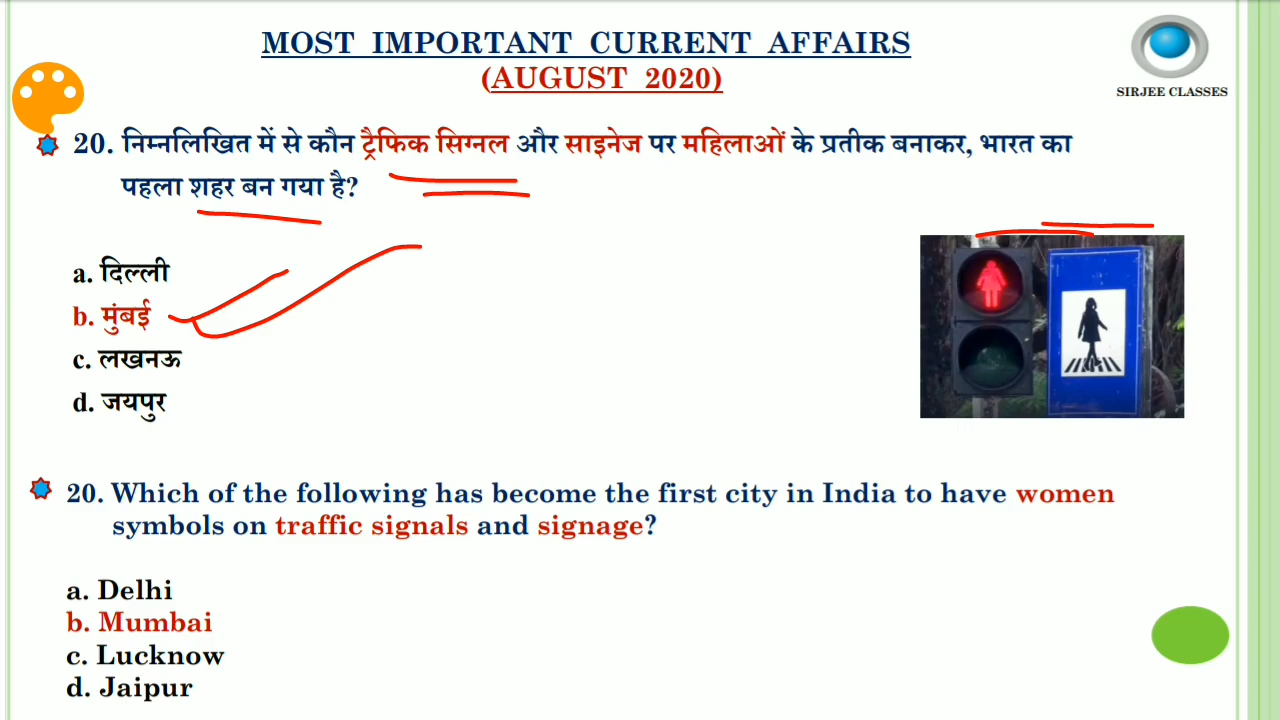 MOST IMPORTANT CURRENT AFFAIRS
(AUGUST 2020)
SIRJEE CLASSES
20. निम्नलिखित में से कौन ट्रैफिक सिग्नल और साइनेज पर महिलाओं के प्रतीक बनाकर, भारत का
पहला शहर बन गया है?
a. दिल्ली
b. मुंबई
c. लखनऊ
d. जयपुर
20. Which of the following has become the first city in India to have women
symbols on traffic signals and signage?
a. Delhi
b. Mumbai
c. Lucknow
d. Jaipur